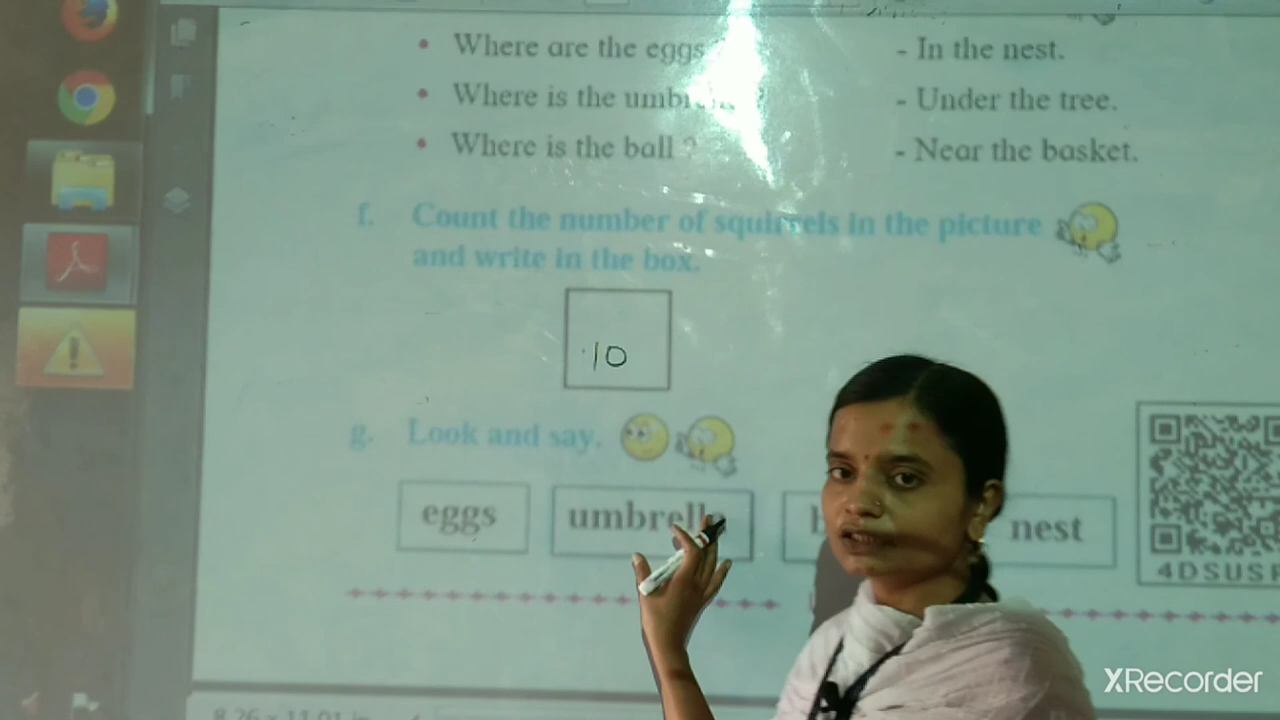 • Where are the eggs - In the nest.
• Where is the - Under the tree.
• Where is the ball ? - Near the basket.
f. Count the number of squirrels in the picture
and write in the box.
10
g. Look and say.
eggs umbrella nest
4DSUS
XRecorder